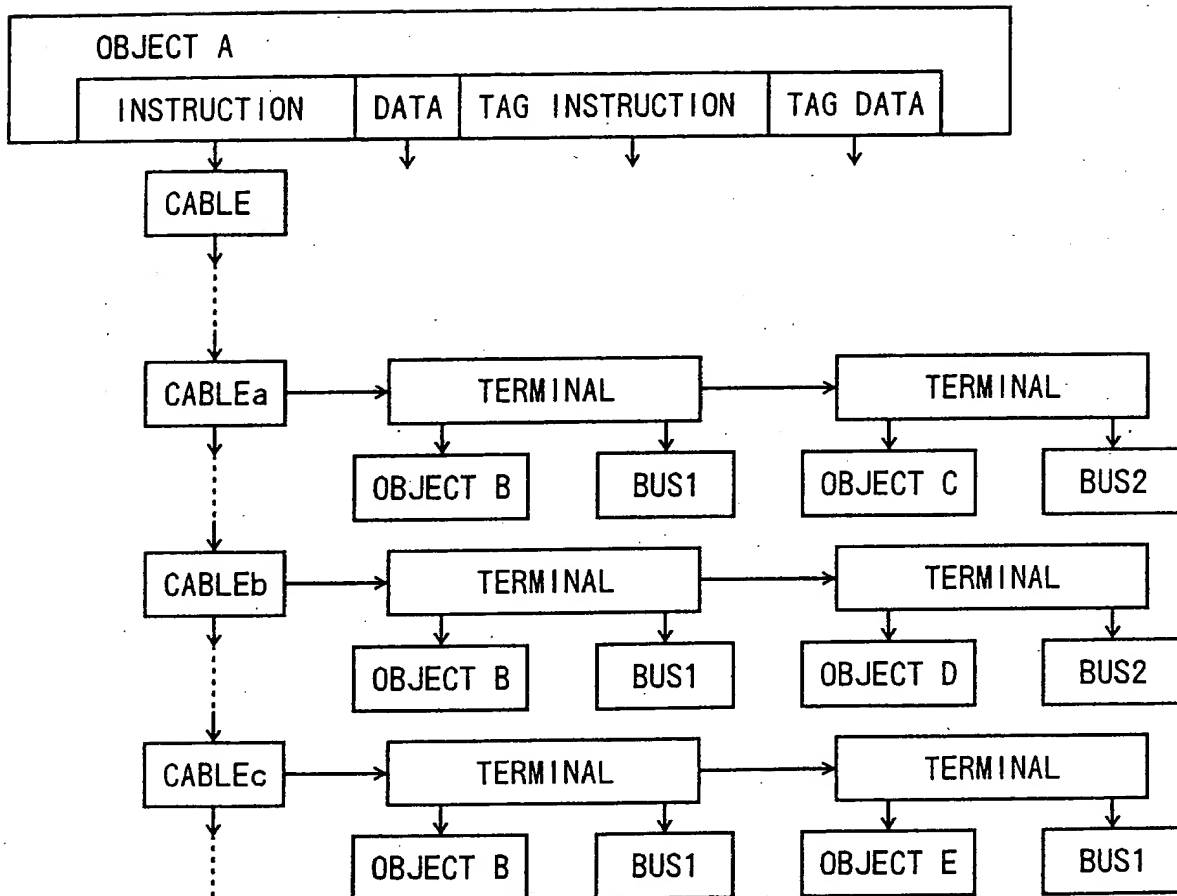 OBJECT A
INSTRUCTION DATA TAG INSTRUCTION TAG DATA
CABLE
CABLEa TERMINAL TERMINAL
OBJECT B BUS1 OBJECT C BUS2
CABLEb TERMINAL TERMINAL
OBJECT B BUS1 OBJECT D BUS2
CABLEc TERMINAL TERMINAL
OBJECT B BUS1 OBJECT E BUS1